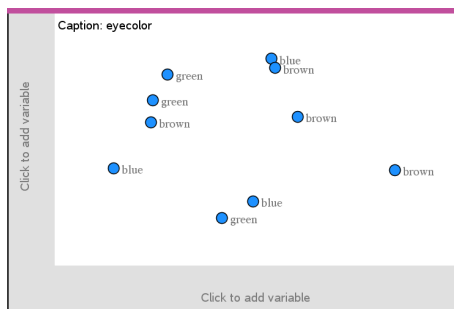 Caption: eyecolor
blue
brown
green
green
brown
brown
blue
brown
blue
green
Click to add variable
Click to add variable